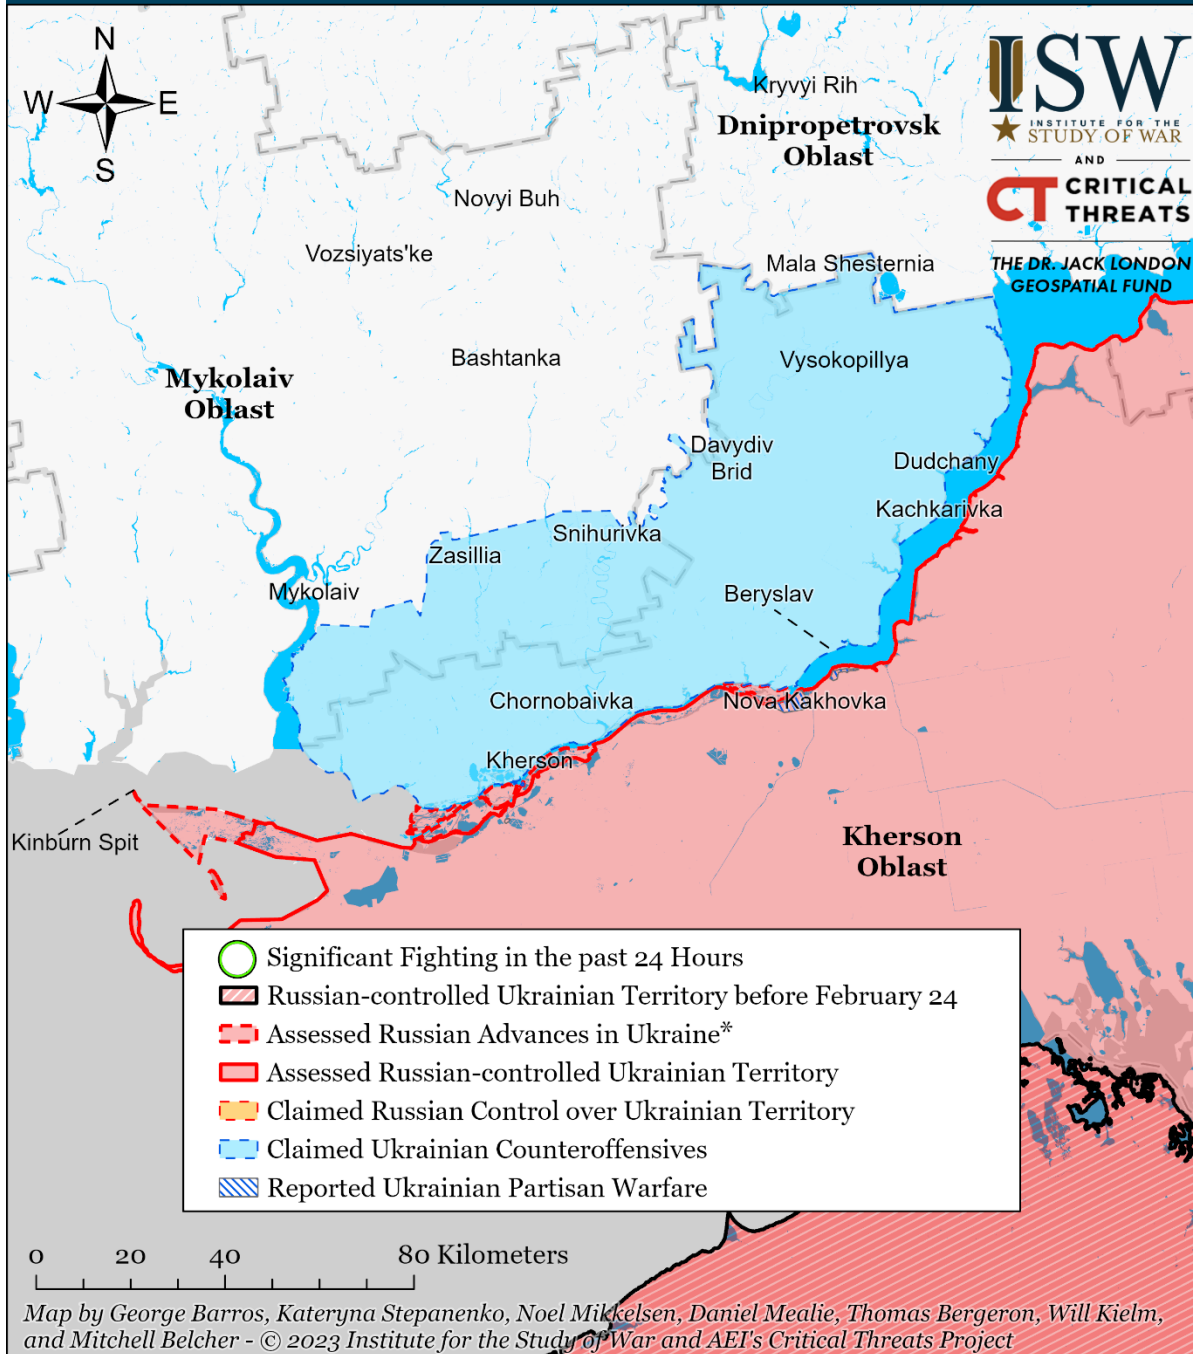 N
W
E
S
ISW
INSTITUTE FOR THE
STUDY OF WAR
AND
CT CRITICAL
THREATS
THE DR. JACK LONDON
GEOSPATIAL FUND
Kryvyi Rih
Dnipropetrovsk
Oblast
Novyi Buh
Vozsiyats'ke
Mala Shesternia
Bashtanka
Vysokopillya
Mykolaiv
Oblast
Davydiv
Brid
Dudchany
Kachkarivka
Snihurivka
Zasillia
Mykolaiv
Beryslav
Chornobaivka
Nova Kakhovka
Kherson
Kinburn Spit
Kherson
Oblast
Significant Fighting in the past 24 Hours
Russian-controlled Ukrainian Territory before February 24
Assessed Russian Advances in Ukraine*
Assessed Russian-controlled Ukrainian Territory
Claimed Russian Control over Ukrainian Territory
Claimed Ukrainian Counteroffensives
Reported Ukrainian Partisan Warfare
0 20 40 80 Kilometers
Map by George Barros, Kateryna Stepanenko, Noel Mikkelsen, Daniel Mealie, Thomas Bergeron, Will Kielm,
and Mitchell Belcher - © 2023 Institute for the Study of War and AEI's Critical Threats Project